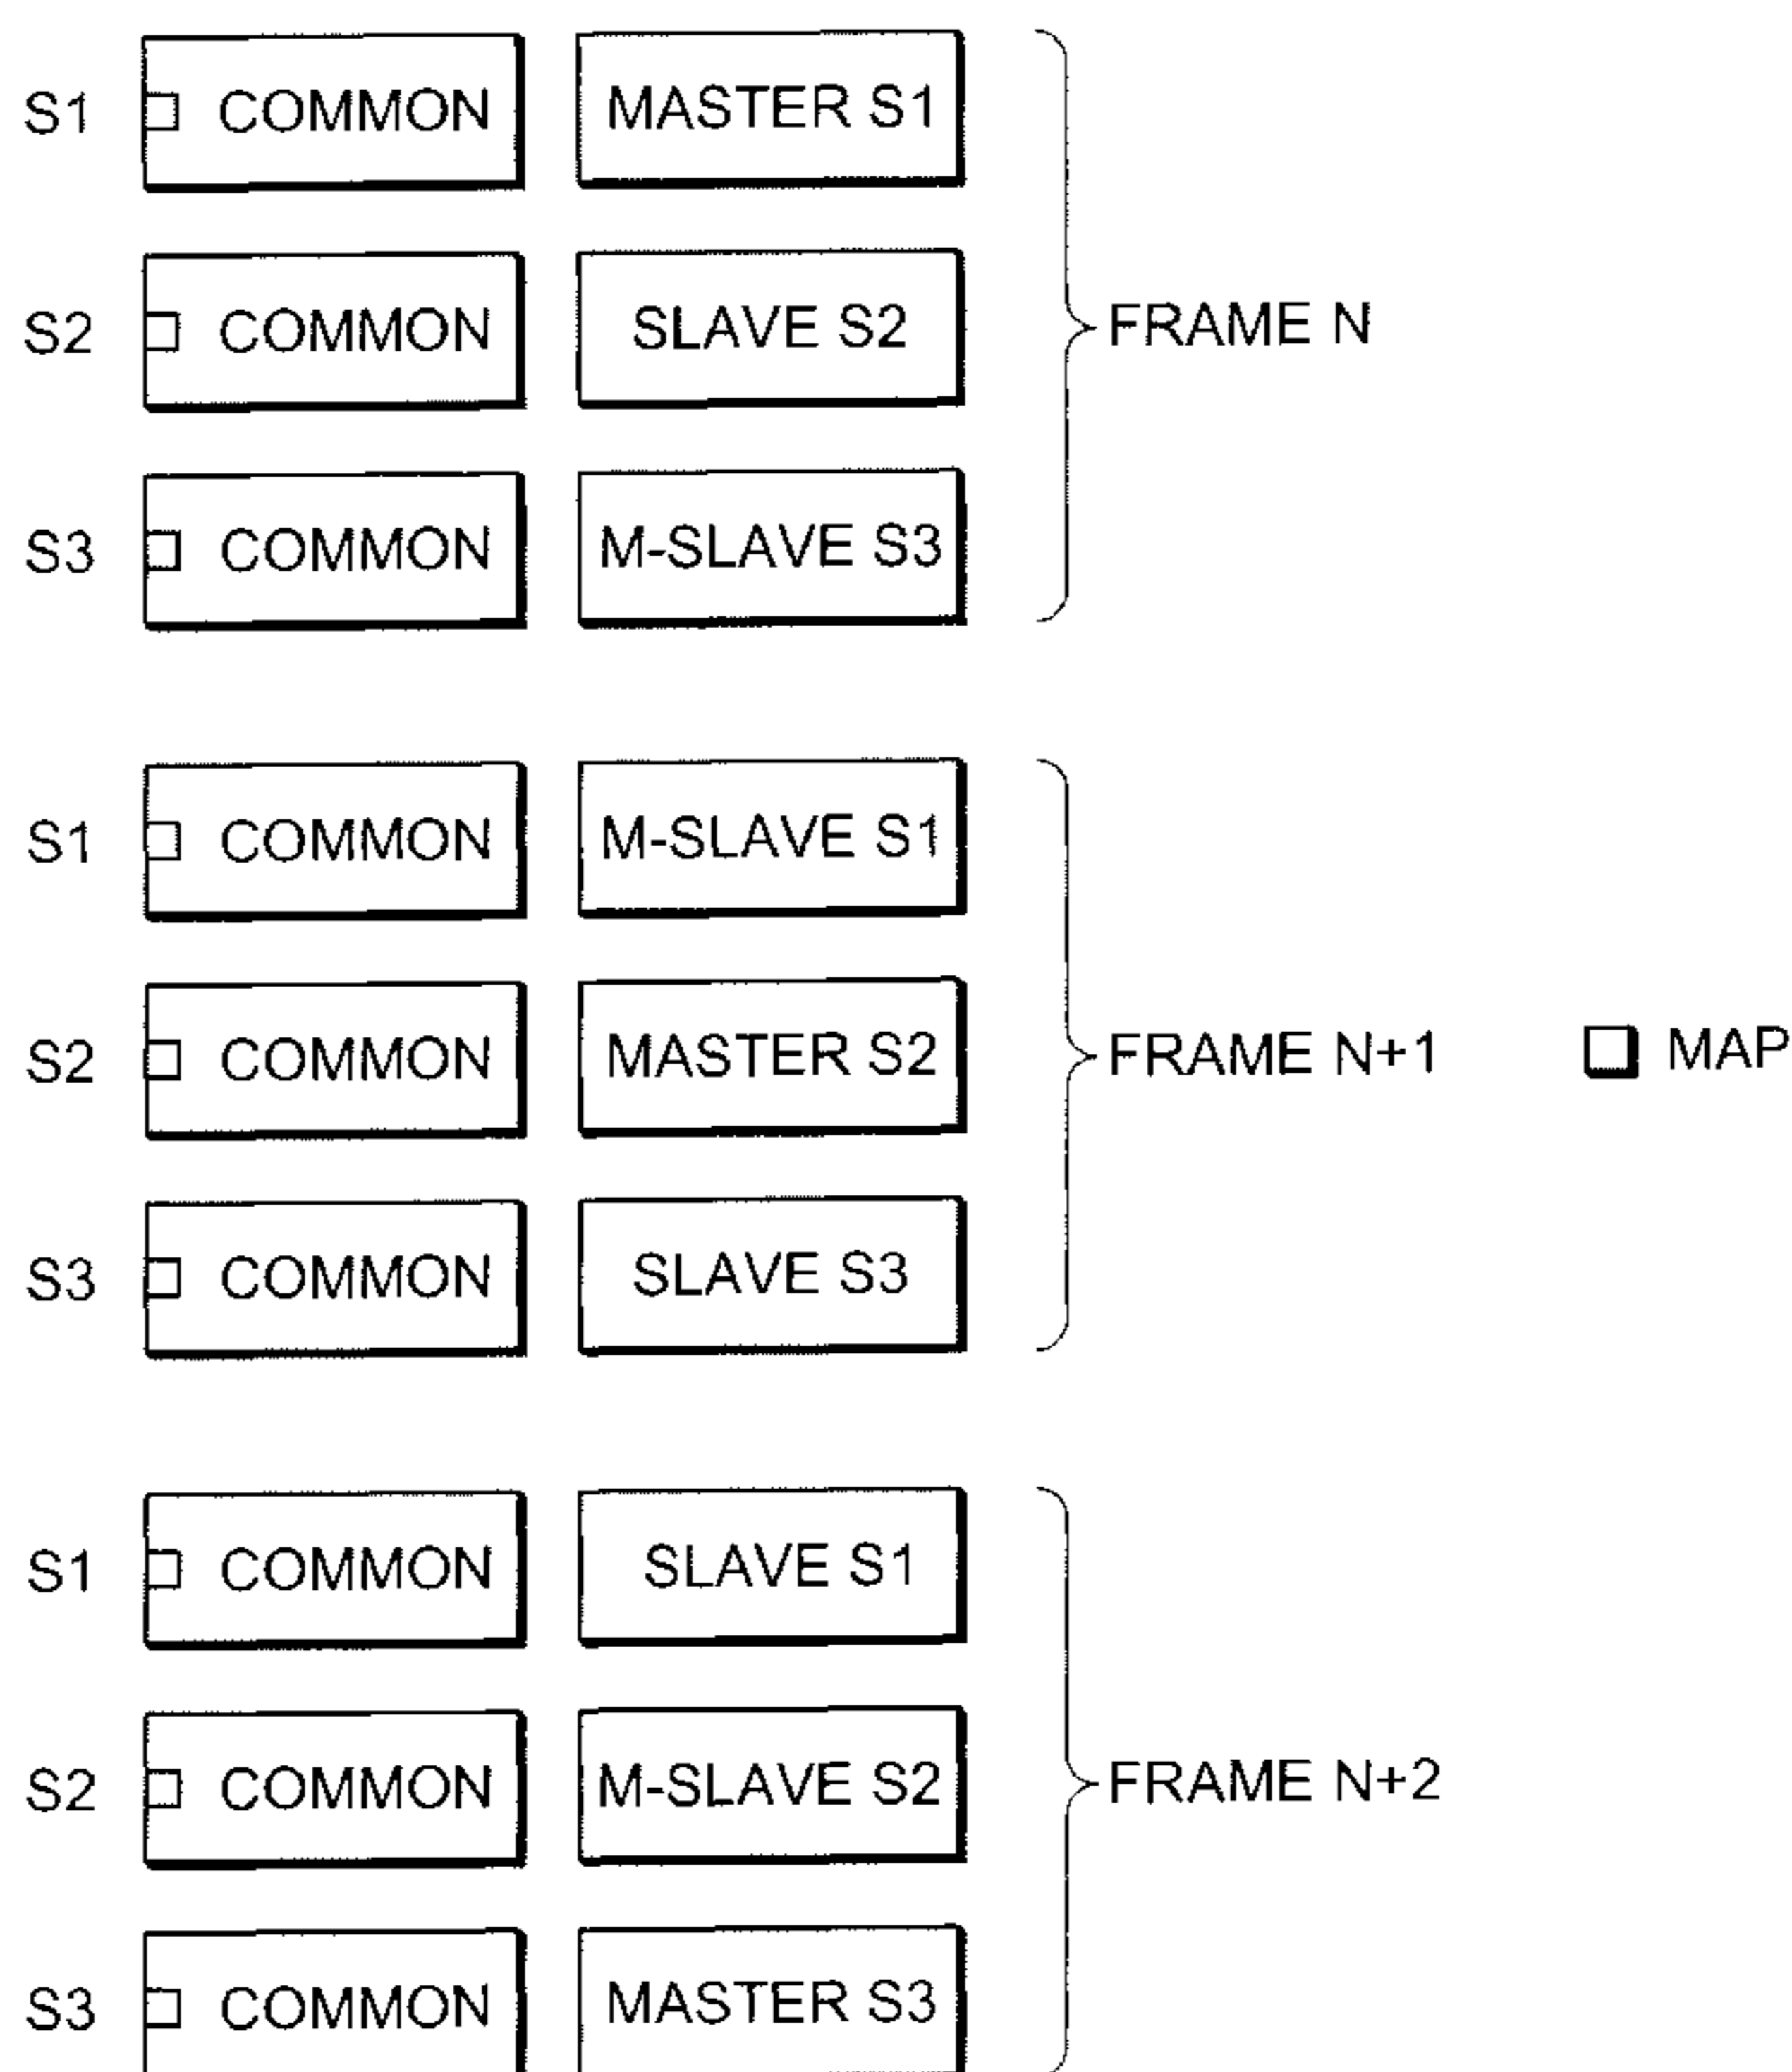 S1 COMMON MASTER S1
S2 COMMON SLAVE S2 FRAME N
S3 COMMON M-SLAVE S3
S1 COMMON M-SLAVE S1
S2 COMMON MASTER S2 FRAME N+1 MAP
S3 COMMON SLAVE S3
S1 COMMON SLAVE S1
S2 COMMON M-SLAVE S2 FRAME N+2
S3 COMMON MASTER S3